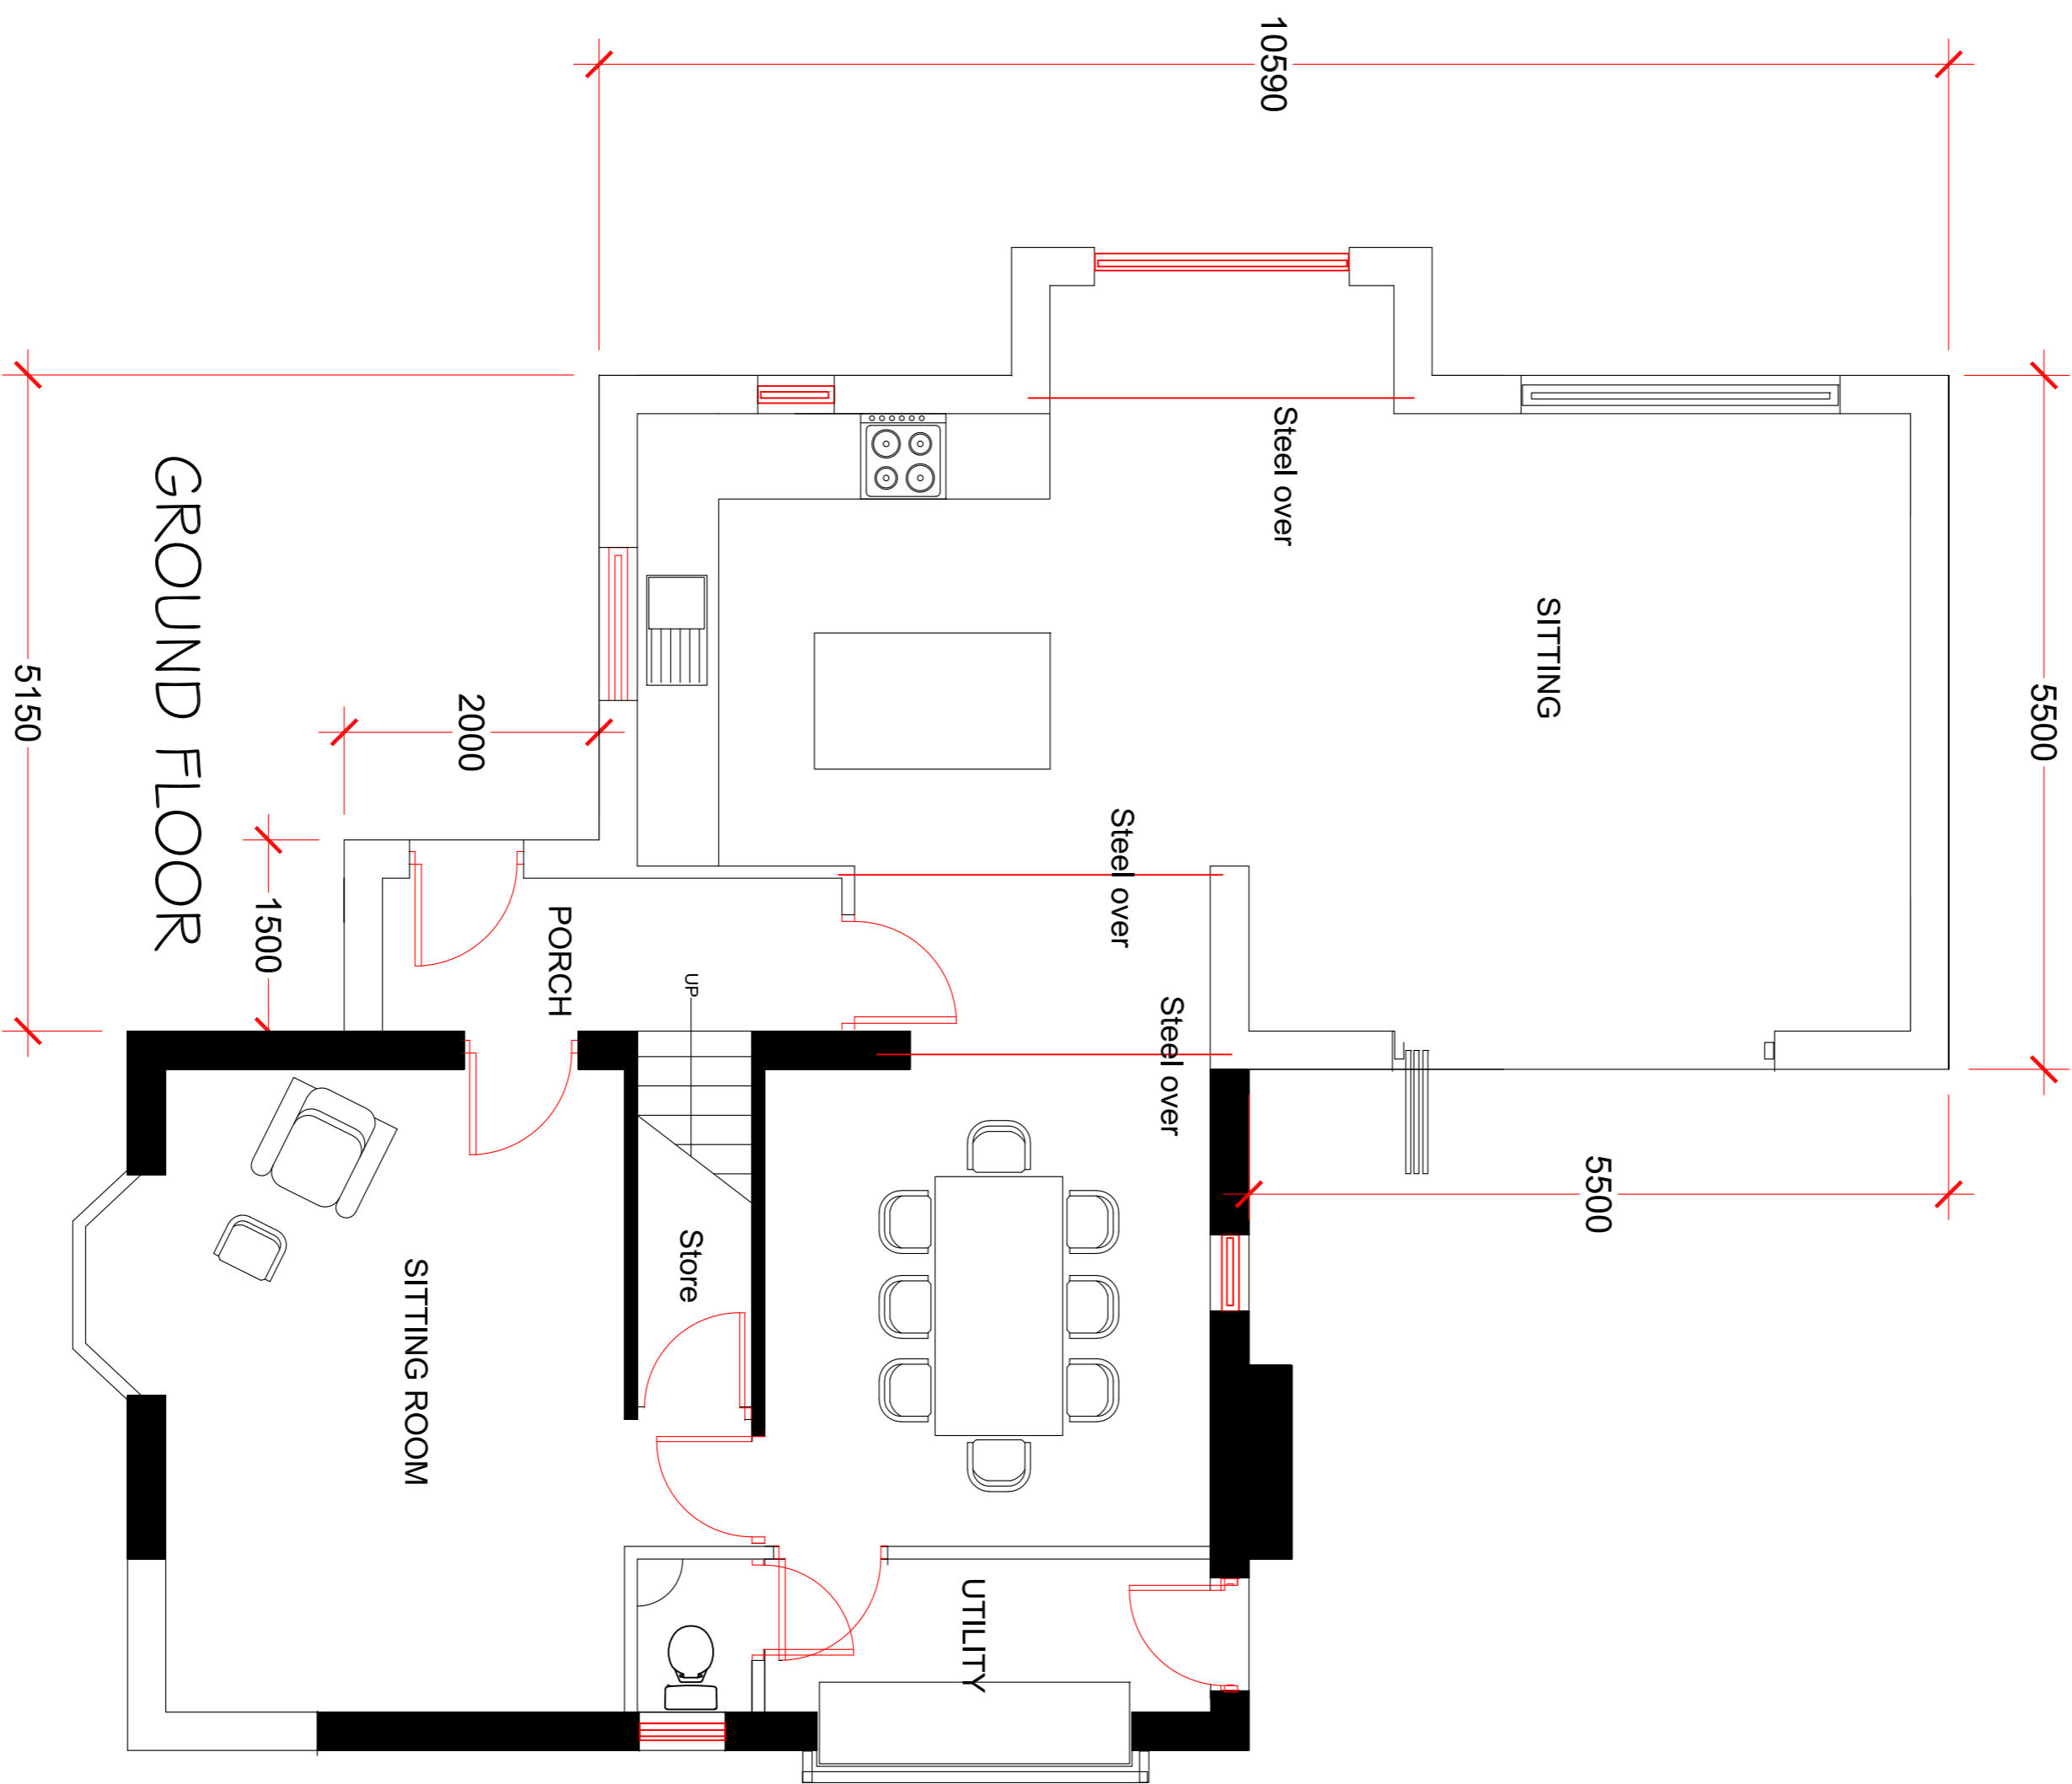 10590
5500
Steel over
SITTING
Steel over
Steel over
5500
2000
PORCH
UP
1500
Store
SITTING ROOM
UTILITY
5150
GROUND FLOOR